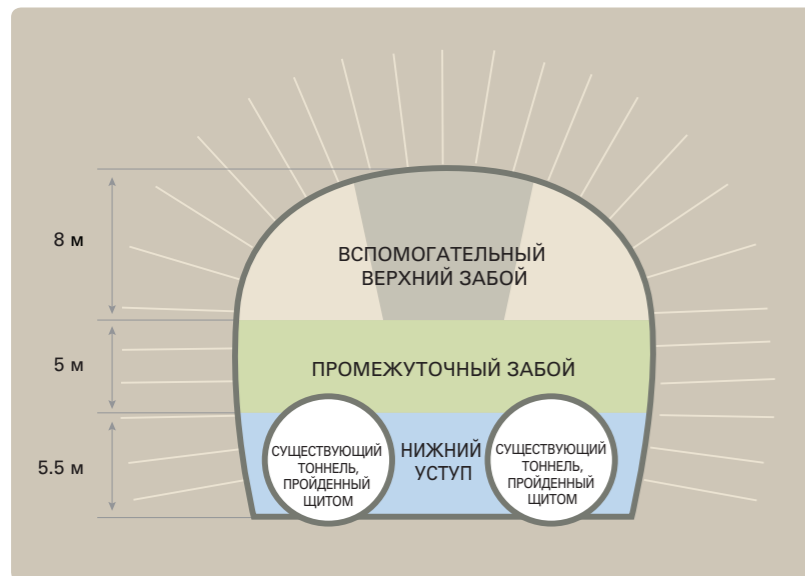 8 м
ВСПОМОГАТЕЛЬНЫЙ
ВЕРХНИЙ ЗАБОЙ
5 м
ПРОМЕЖУТОЧНЫЙ ЗАБОЙ
5.5 м
СУЩЕСТВУЮЩИЙ
ТОННЕЛЬ,
ПРОЙДЕННЫЙ
ЩИТОМ
НИЖНИЙ
УСТУП
СУЩЕСТВУЮЩИЙ
ТОННЕЛЬ,
ПРОЙДЕННЫЙ
ЩИТОМ